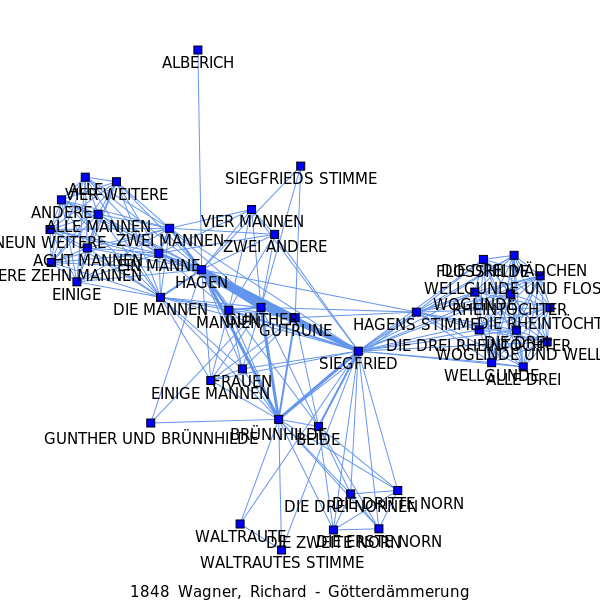 ALBERICH
SIEGFRIEDS STIMME
ALLE
VIER WEITERE
ANDERE
VIER MANNEN
ALLE MANNEN
NEUN WEITERE
ZWEI MANNEN
ZWEI ANDERE
ACHT MANNEN
ERE ZEHN MANNEN
HAGEN
EINIGE
DIE MANNEN
MANNEN
GUNTHER
GUTRUNE
FLOSSHILDE
WELLGUNDE UND FLOS
WOGLINDE
RHEINTÖCHTER
HAGENS STIMME
DIE RHEINTÖCHT
DIE DREI
DIE DREI RHEINTÖCHTER
WOGLINDE UND WELL
SIEGFRIED
WELLGUNDE
ALLE DREI
FRAUEN
EINIGE MANNEN
GUNTHER UND BRÜNNHILDE
BRÜNNHILDE
BEIDE
DIE DREI NORNEN
DIE DRITTE NORN
WALTRAUTE
DIE ZWEITE NORN
DIE ERSTE NORN
WALTRAUTES STIMME
1848 Wagner, Richard - Götterdämmerung